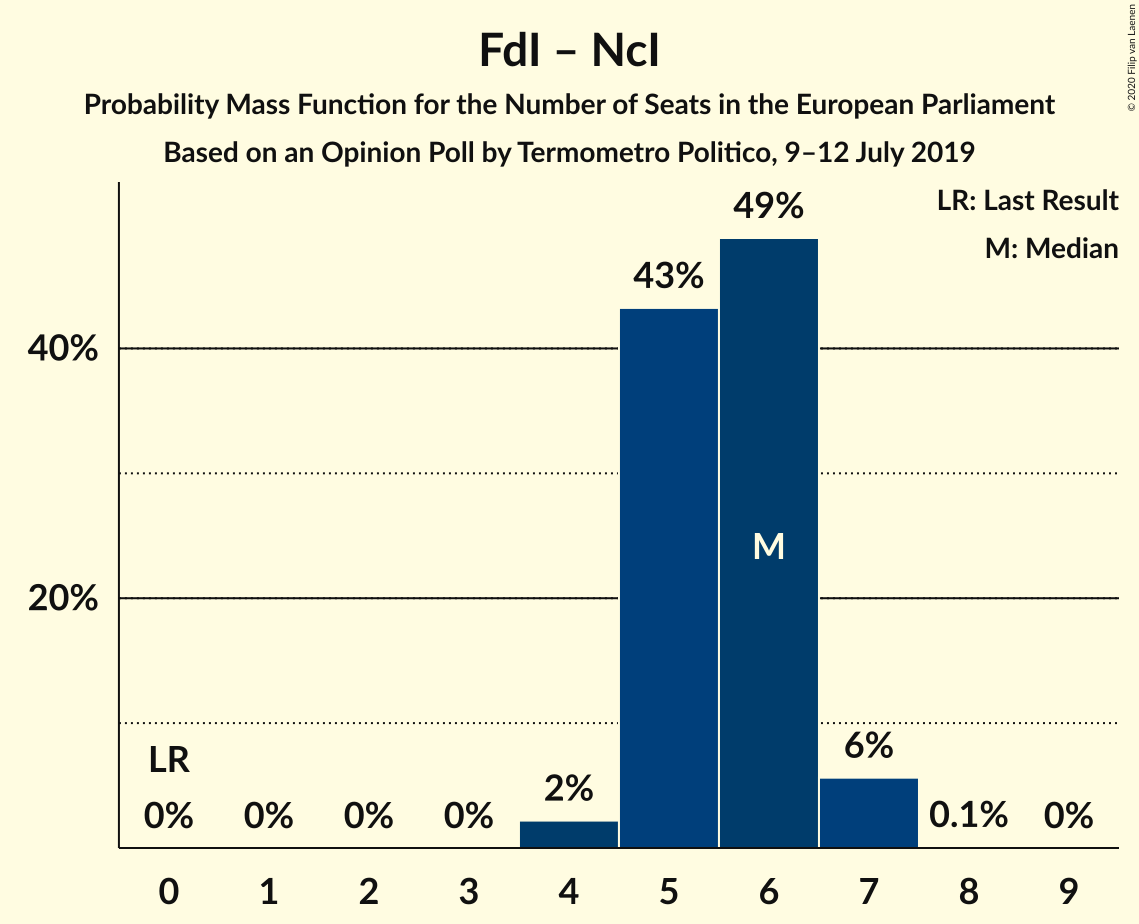 FdI – NcI
Probability Mass Function for the Number of Seats in the European Parliament
Based on an Opinion Poll by Termometro Politico, 9–12 July 2019
© 2020 Filip van Laenen
LR: Last Result
M: Median
49%
43%
40%
M
20%
LR
6%
2%
0% 0% 0% 0% 0.1% 0%
0 1 2 3 4 5 6 7 8 9